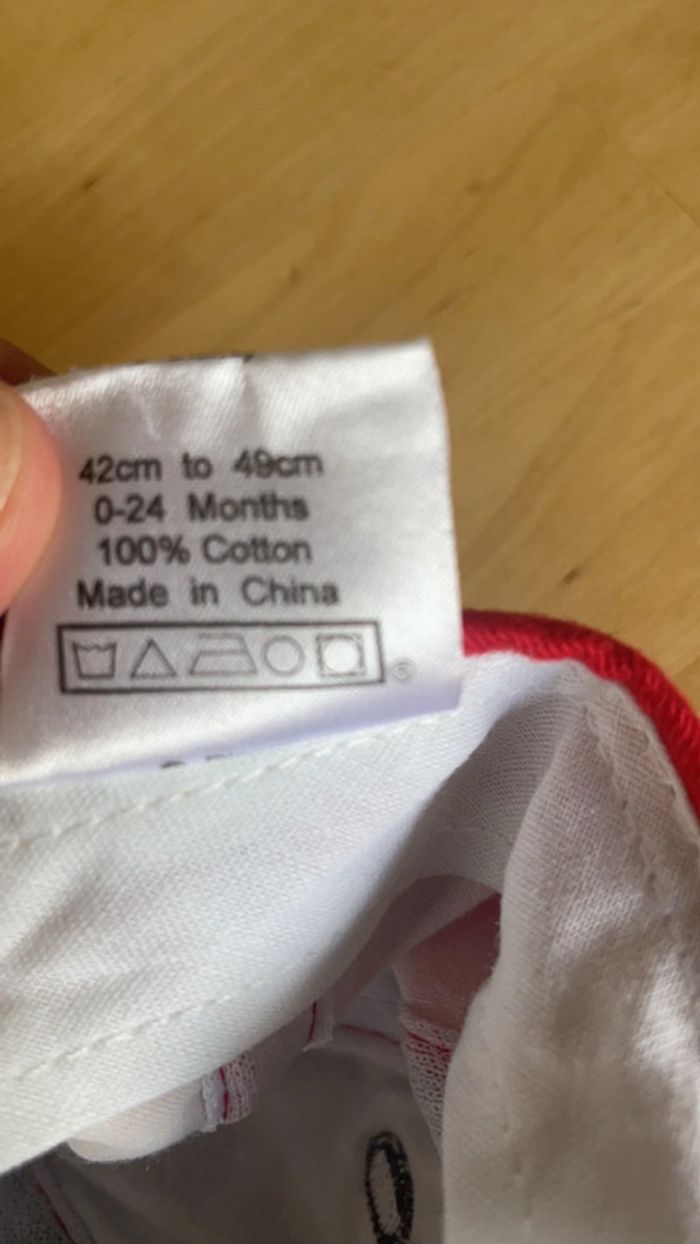 42cm to 49cm
0-24 Months
100% Cotton
Made in China